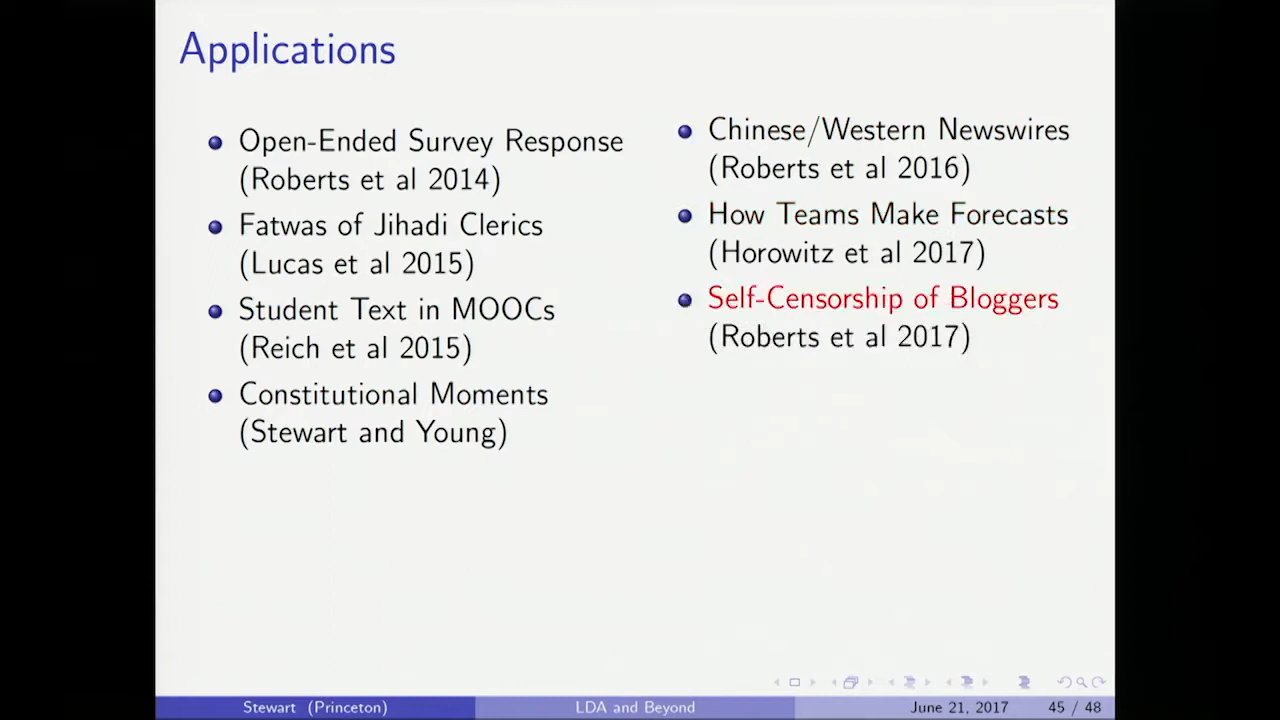 Applications
Open-Ended Survey Response
(Roberts et al 2014)
Fatwas of Jihadi Clerics
(Lucas et al 2015)
Student Text in MOOCs
(Reich et al 2015)
Constitutional Moments
(Stewart and Young)
Chinese/Western Newswires
(Roberts et al 2016)
How Teams Make Forecasts
(Horowitz et al 2017)
Self-Censorship of Bloggers
(Roberts et al 2017)
Stewart (Princeton)
LDA and Beyond
June 21, 2017
45 / 48